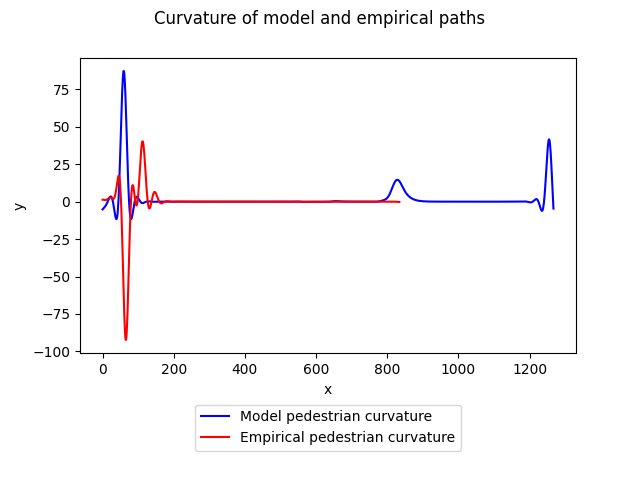 Curvature of model and empirical paths
75
50
25
0
−25
−50
−75
−100
y
0 200 400 600 800 1000 1200
x
Model pedestrian curvature
Empirical pedestrian curvature